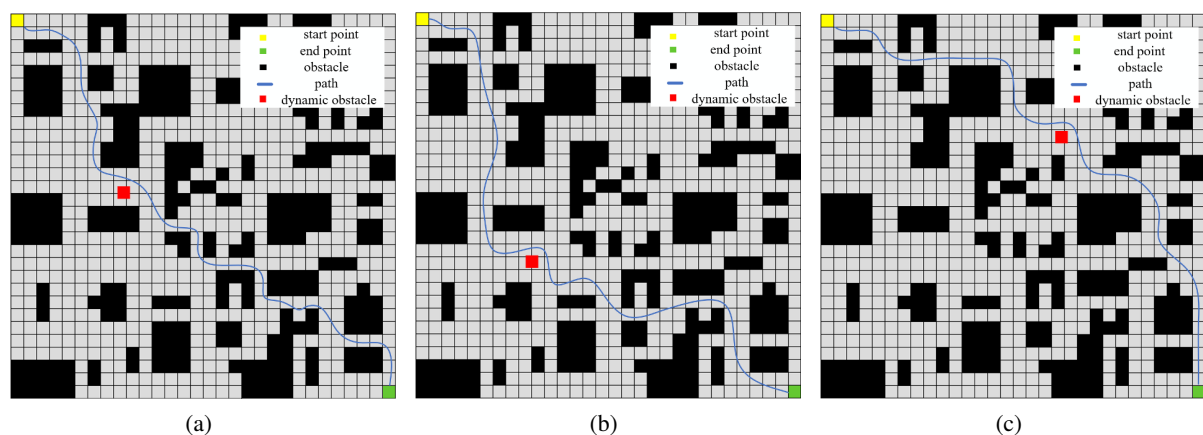 start point
end point
obstacle
path
dynamic obstacle
start point
end point
obstacle
path
dynamic obstacle
start point
end point
obstacle
path
dynamic obstacle
(a)
(b)
(c)